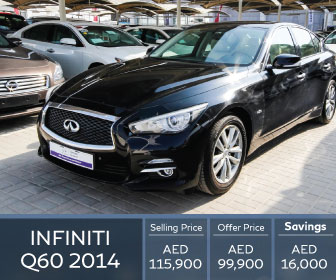 INFINITI
Q60 2014
Selling Price
AED
115,900
Offer Price
AED
99,900
Savings
AED
16,000